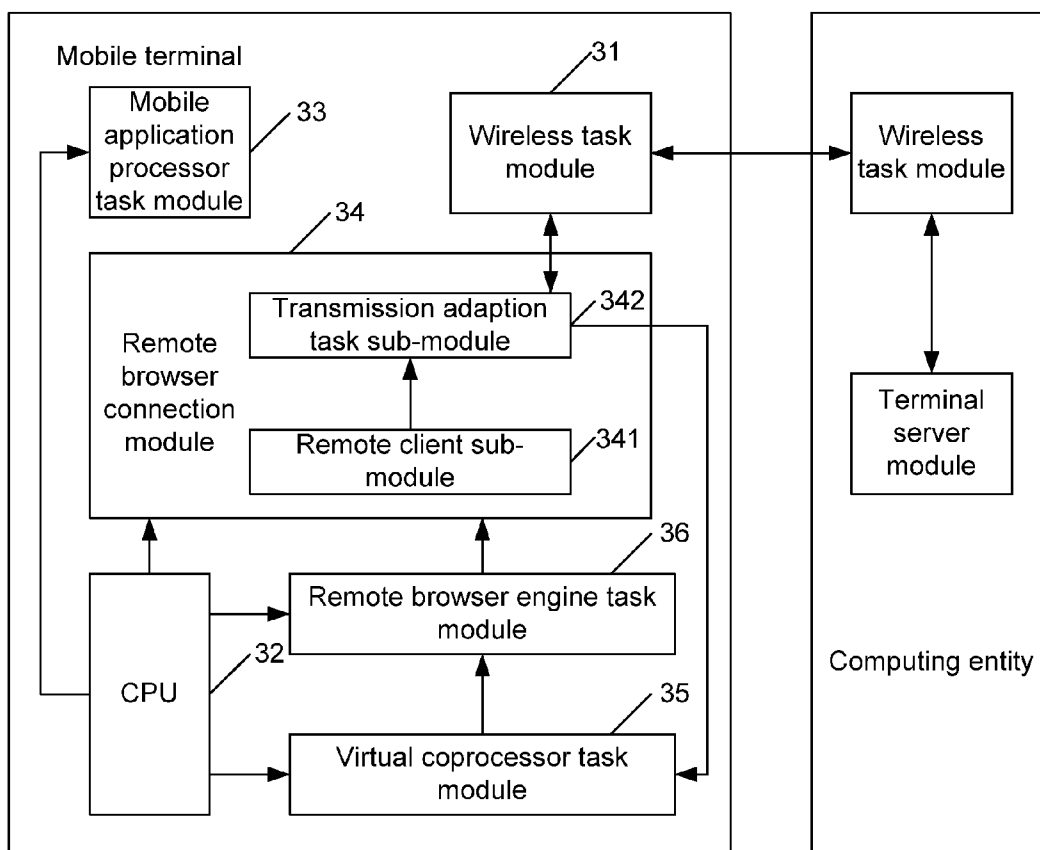 Mobile terminal
Mobile
application
processor
task module
33
31
Wireless task
module
Wireless
task module
34
Remote
browser
connection
module
Transmission adaption
task sub-module
342
Remote client sub-
module
341
Terminal
server
module
36
Remote browser engine task
module
CPU
32
35
Virtual coprocessor task
module
Computing entity